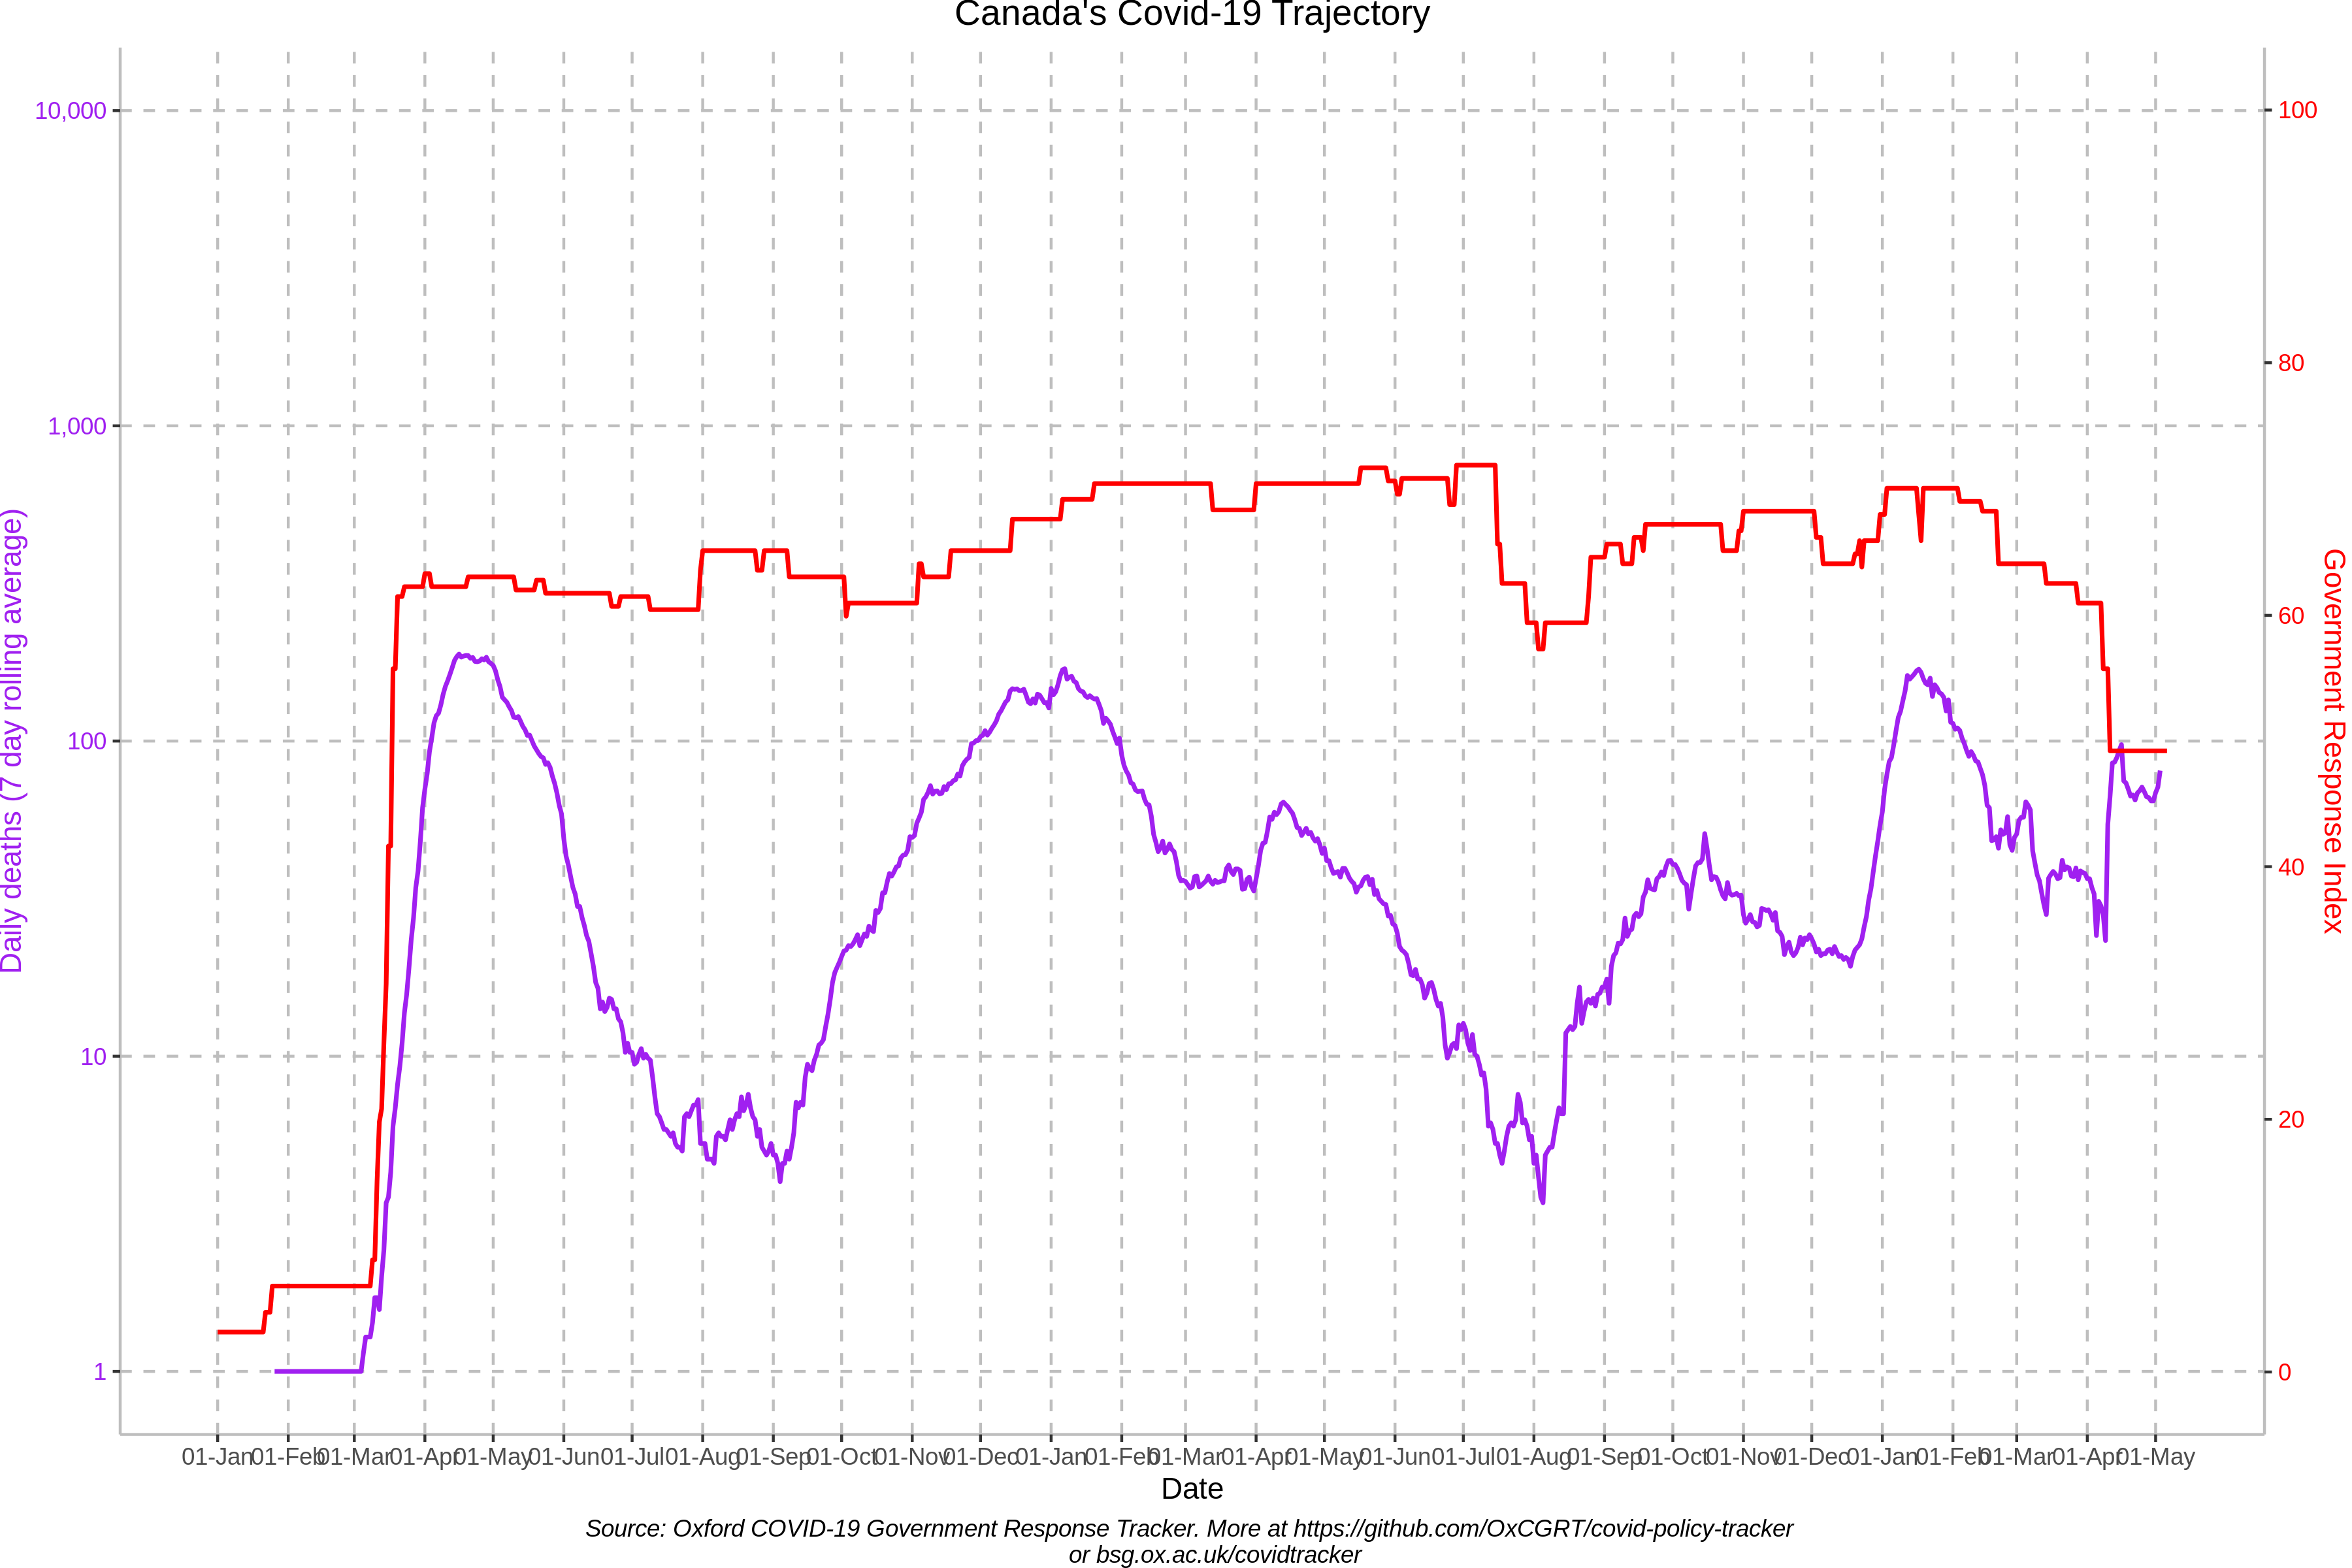 Canada's Covid-19 Trajectory
10,000
1,000
100
10
1
Daily deaths (7 day rolling average)
100
80
60
40
20
0
Government Response Index
01-Jan 01-Feb 01-Mar 01-Apr 01-May 01-Jun 01-Jul 01-Aug 01-Sep 01-Oct 01-Nov 01-Dec 01-Jan 01-Feb 01-Mar 01-Apr 01-May 01-Jun 01-Jul 01-Aug 01-Sep 01-Oct 01-Nov 01-Dec 01-Jan 01-Feb 01-Mar 01-Apr 01-May
Date
Source: Oxford COVID-19 Government Response Tracker. More at https://github.com/OxCGRT/covid-policy-tracker
or bsg.ox.ac.uk/covidtracker